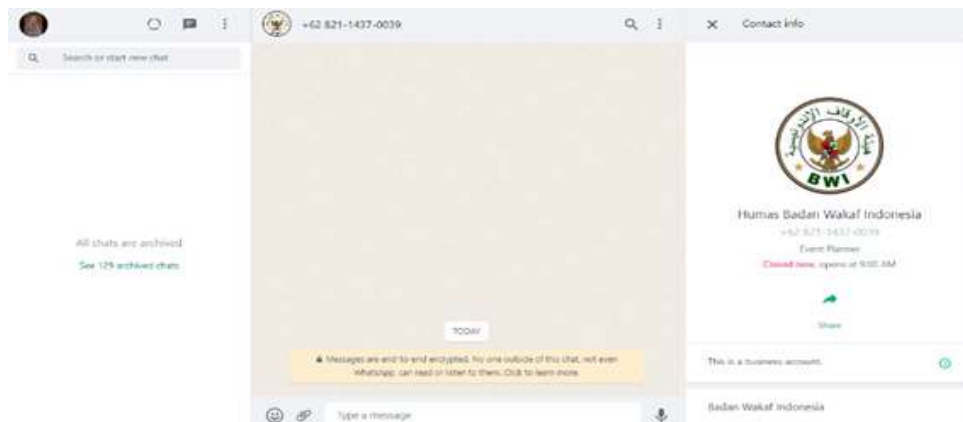 +62 821-1437-0039
Search or start new chat
All chats are archived
See 129 archived chats
TODAY
Messages are end-to-end encrypted. No one outside of this chat, not even
WhatsApp, can read or listen to them. Click to learn more.
Type a message
Contact info
هيئة الأوقاف الإندونيسية
BWI
Humas Badan Wakaf Indonesia
+62 821-1437-0039
Event Planner
Closed now, opens at 9:00 AM
Share
This is a business account.
Badan Wakaf Indonesia